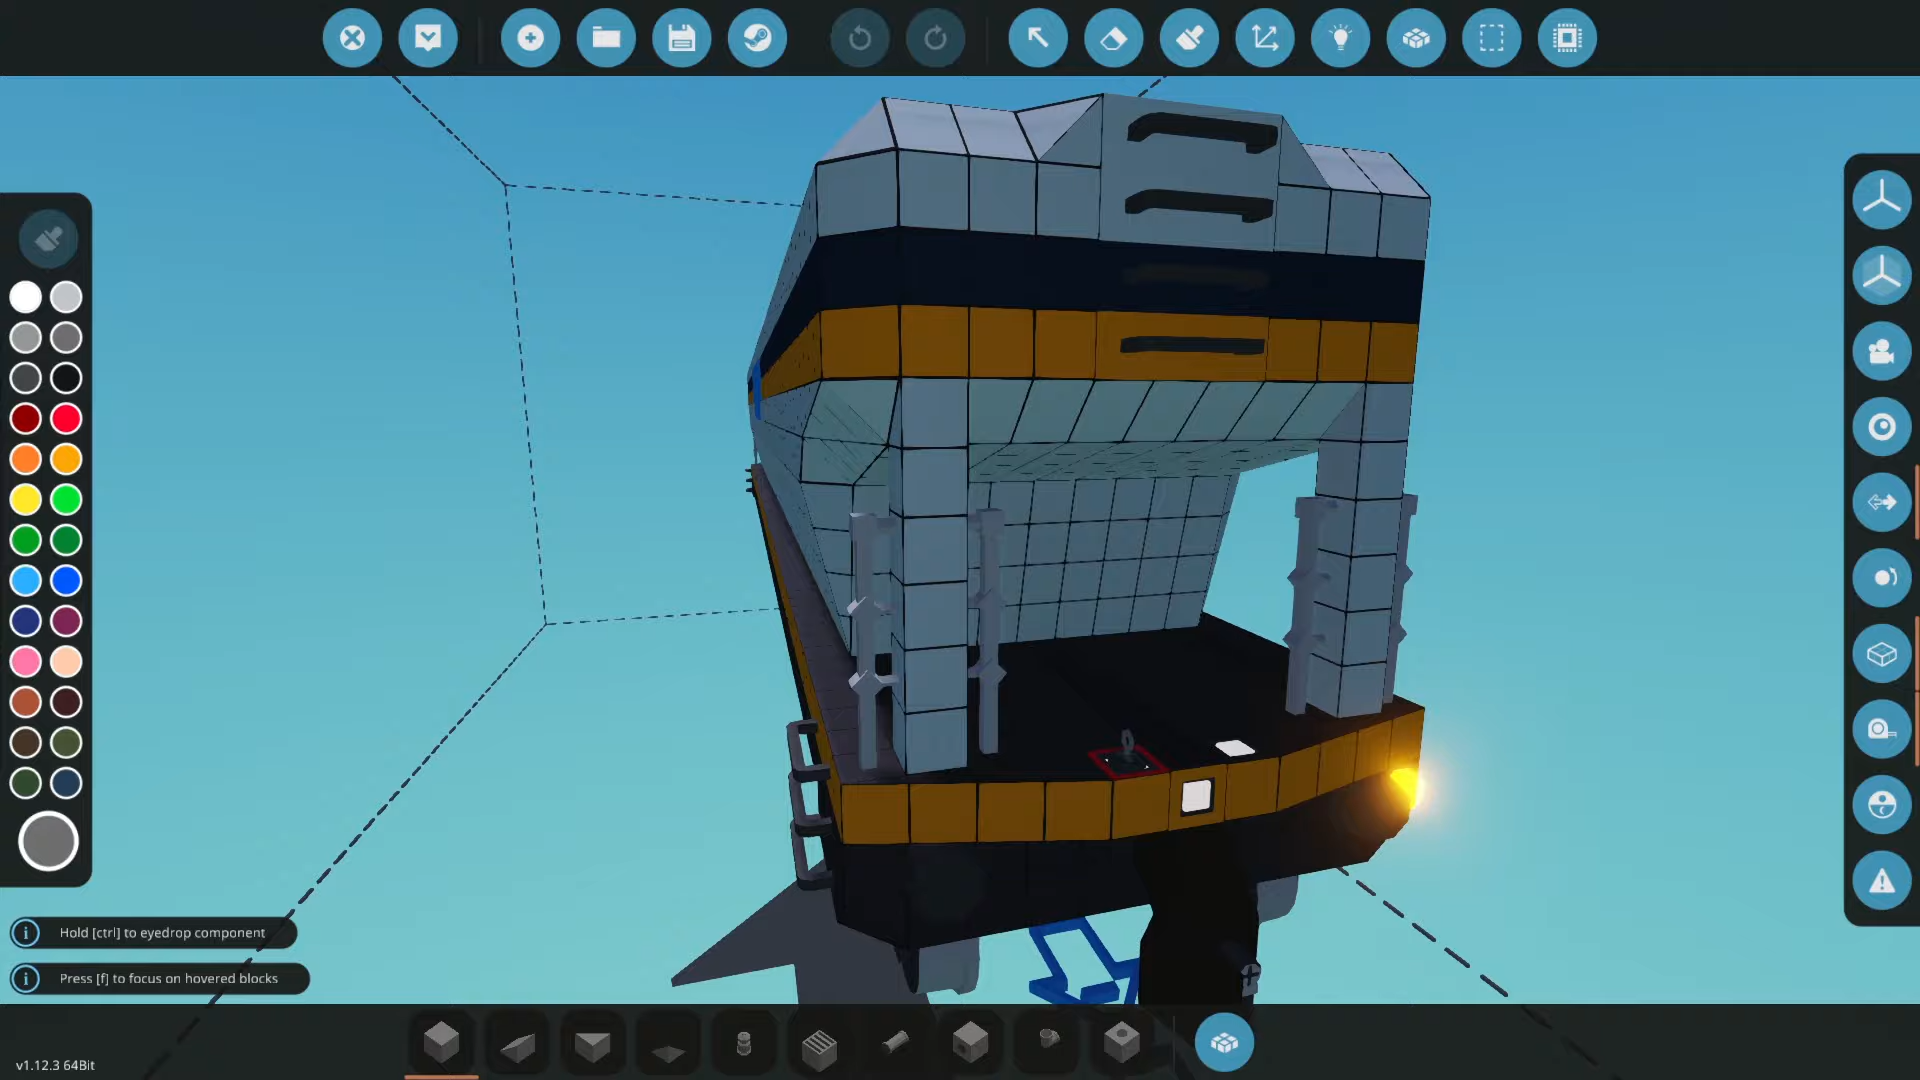 Hold [ctrl] to eyedrop component
Press [f] to focus on hovered blocks
v1.12.3 64Bit